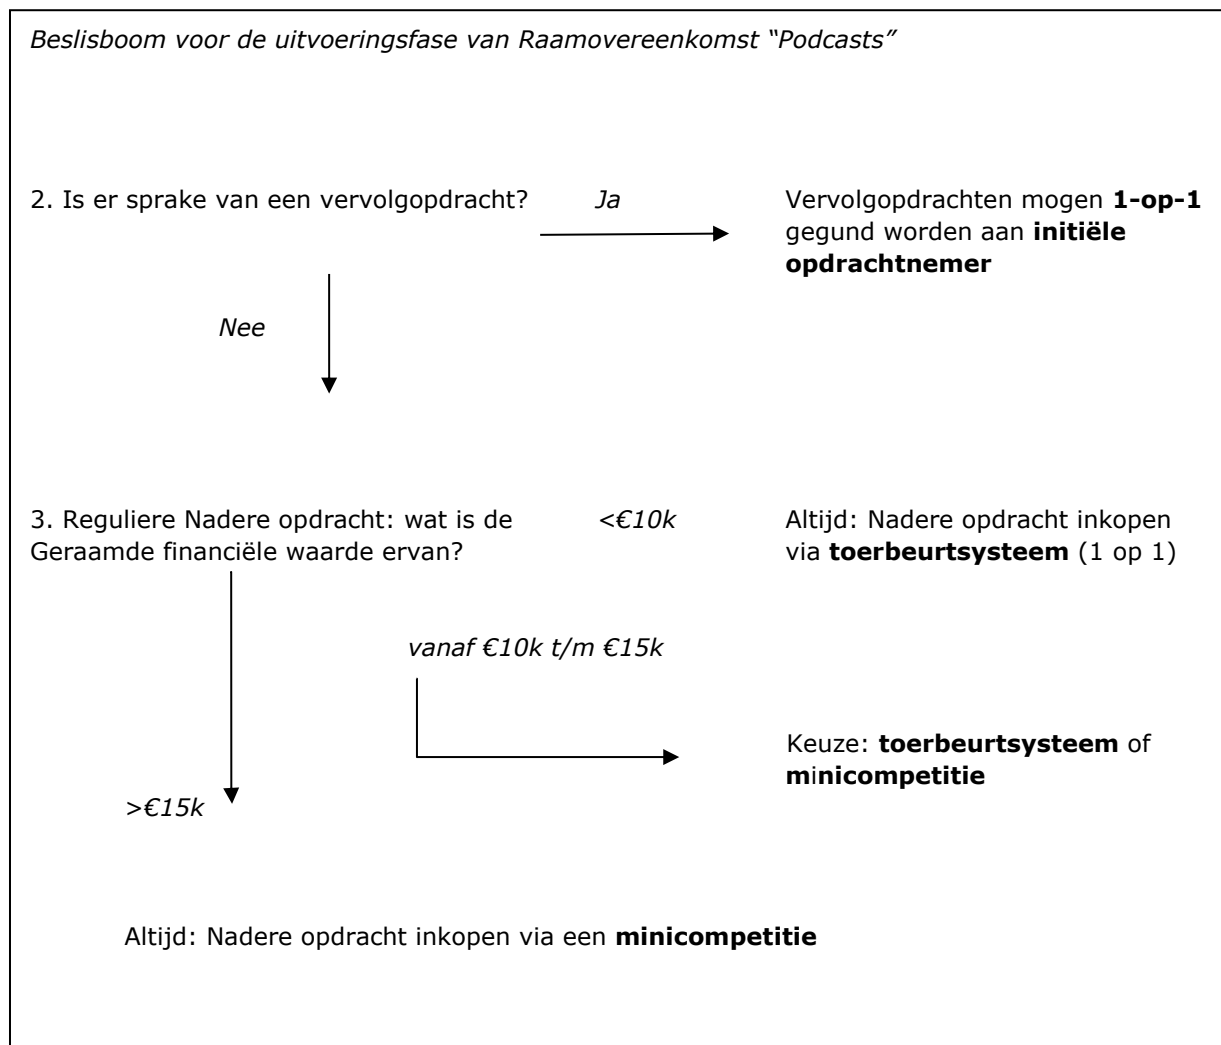 Beslisboom voor de uitvoeringsfase van Raamovereenkomst “Podcasts”
2. Is er sprake van een vervolgopdracht? Ja
Vervolgopdrachten mogen 1-op-1
gegund worden aan initiële
opdrachtnemer
Nee
3. Reguliere Nadere opdracht: wat is de
Geraamde financiële waarde ervan?
<€10k
Altijd: Nadere opdracht inkopen
via toerbeurtsysteem (1 op 1)
vanaf €10k t/m €15k
Keuze: toerbeurtsysteem of
minicompetitie
>€15k
Altijd: Nadere opdracht inkopen via een minicompetitie